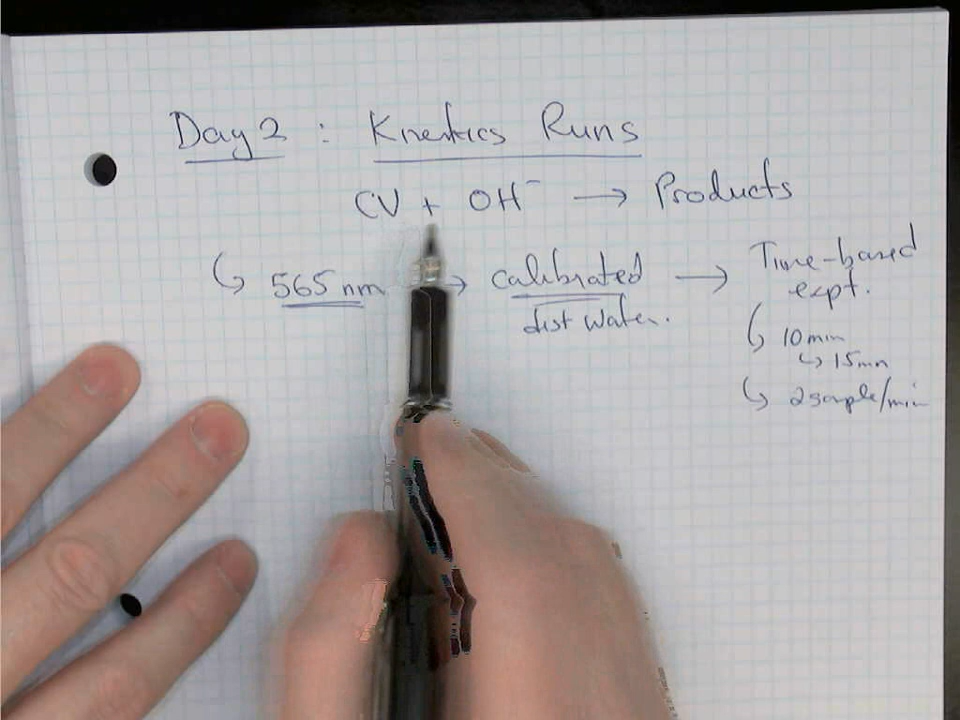 Day 2 : Kinetics Runs
CV + OH⁻ → Products
↳ 565 nm → calibrated → Time-based
dist water. expt.
↳ 10 min
↳ 15 min
↳ 2 sample/min